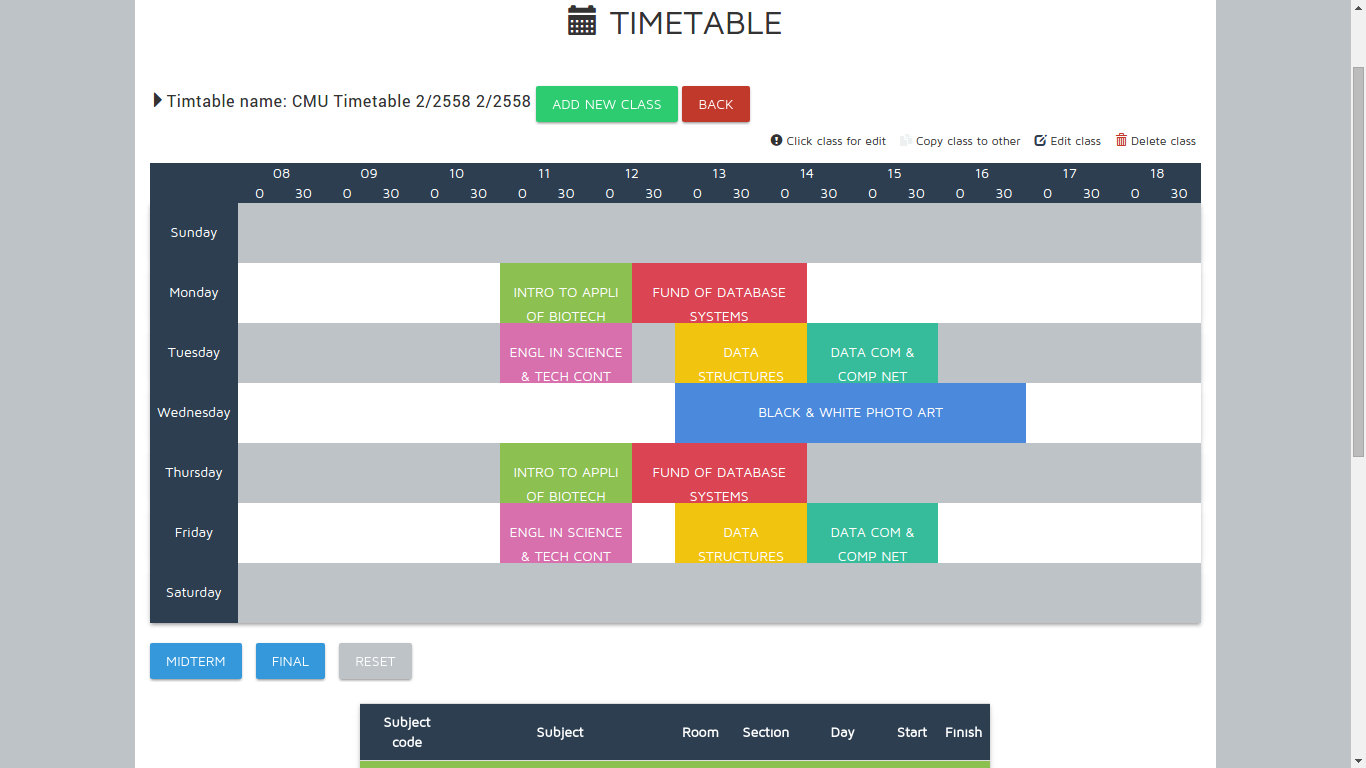 TIMETABLE
Timtable name: CMU Timetable 2/2558 2/2558 ADD NEW CLASS BACK
Click class for edit Copy class to other Edit class Delete class
08 09 10 11 12 13 14 15 16 17 18
0 30 0 30 0 30 0 30 0 30 0 30 0 30 0 30 0 30 0 30 0 30
Sunday
Monday INTRO TO APPLI FUND OF DATABASE
OF BIOTECH SYSTEMS
Tuesday ENGL IN SCIENCE DATA DATA COM &
& TECH CONT STRUCTURES COMP NET
Wednesday BLACK & WHITE PHOTO ART
Thursday INTRO TO APPLI FUND OF DATABASE
OF BIOTECH SYSTEMS
Friday ENGL IN SCIENCE DATA DATA COM &
& TECH CONT STRUCTURES COMP NET
Saturday
MIDTERM FINAL RESET
Subject
code Subject Room Section Day Start Finish